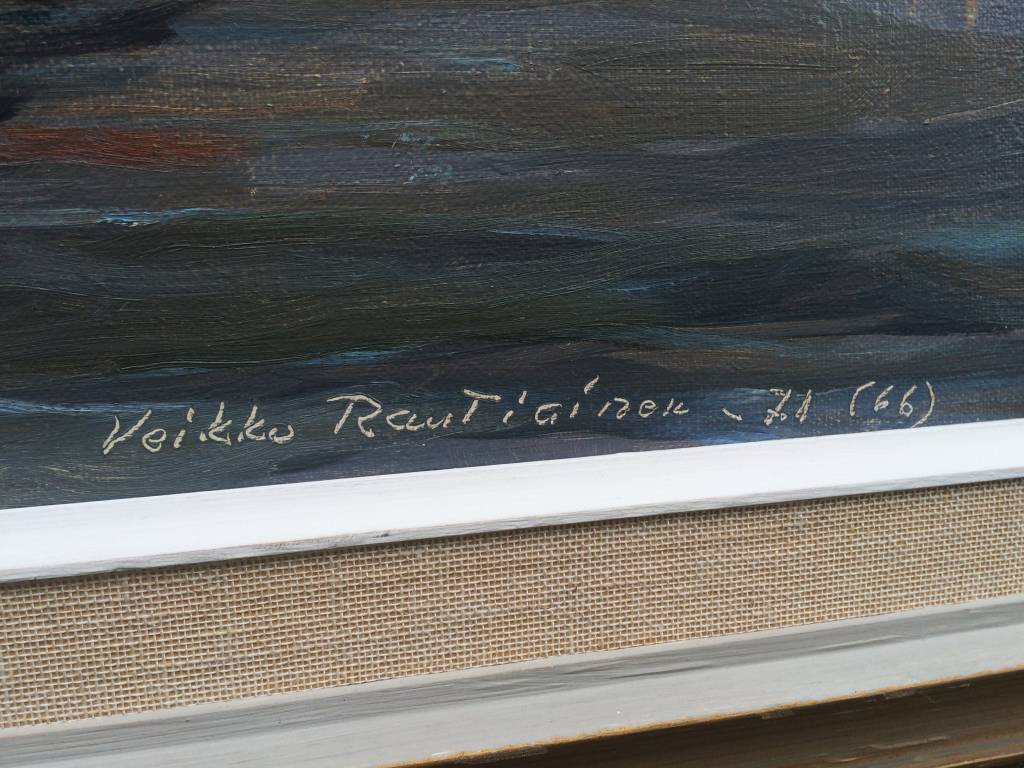 Veikko Rautiainen - 71 (66)